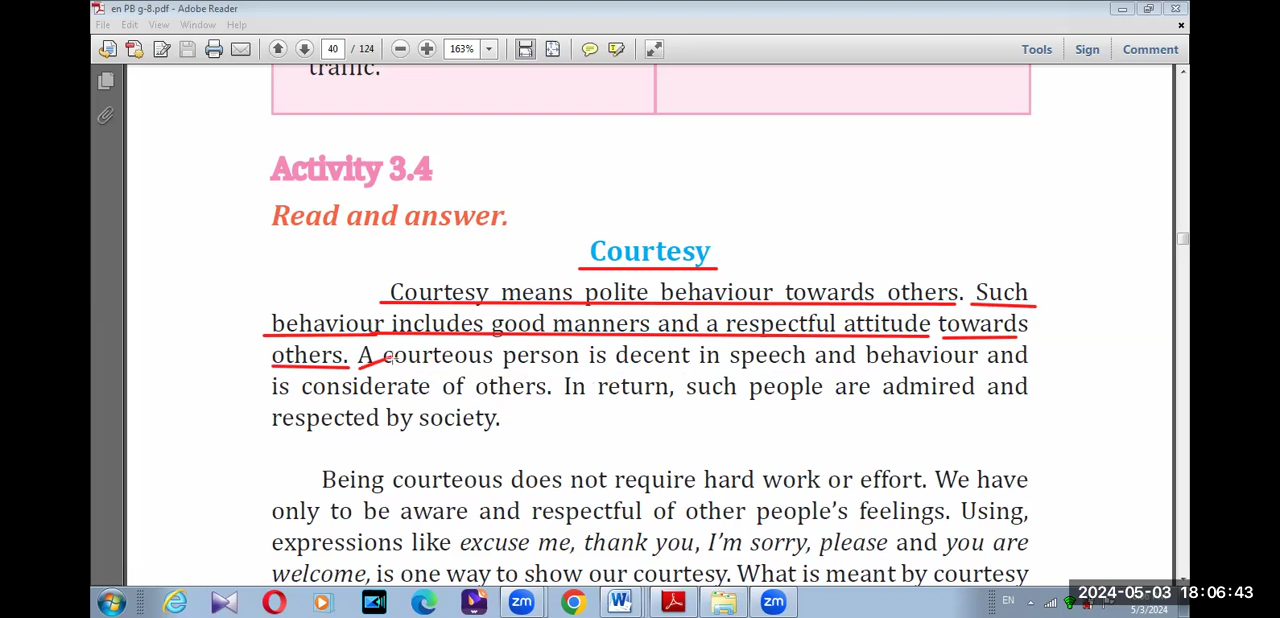 en PB g-8.pdf - Adobe Reader
File Edit View Window Help
40 / 124 163% Tools Sign Comment
traffic.
Activity 3.4
Read and answer.
Courtesy
Courtesy means polite behaviour towards others. Such
behaviour includes good manners and a respectful attitude towards
others. A courteous person is decent in speech and behaviour and
is considerate of others. In return, such people are admired and
respected by society.
Being courteous does not require hard work or effort. We have
only to be aware and respectful of other people’s feelings. Using,
expressions like excuse me, thank you, I’m sorry, please and you are
welcome, is one way to show our courtesy. What is meant by courtesy
EN
2024-05-03 18:06:43
5/3/2024